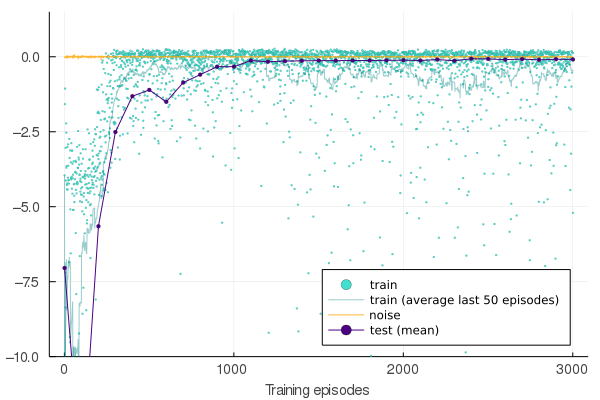 0.0
−2.5
−5.0
−7.5
−10.0
0
1000
2000
3000
Training episodes
train
train (average last 50 episodes)
noise
test (mean)